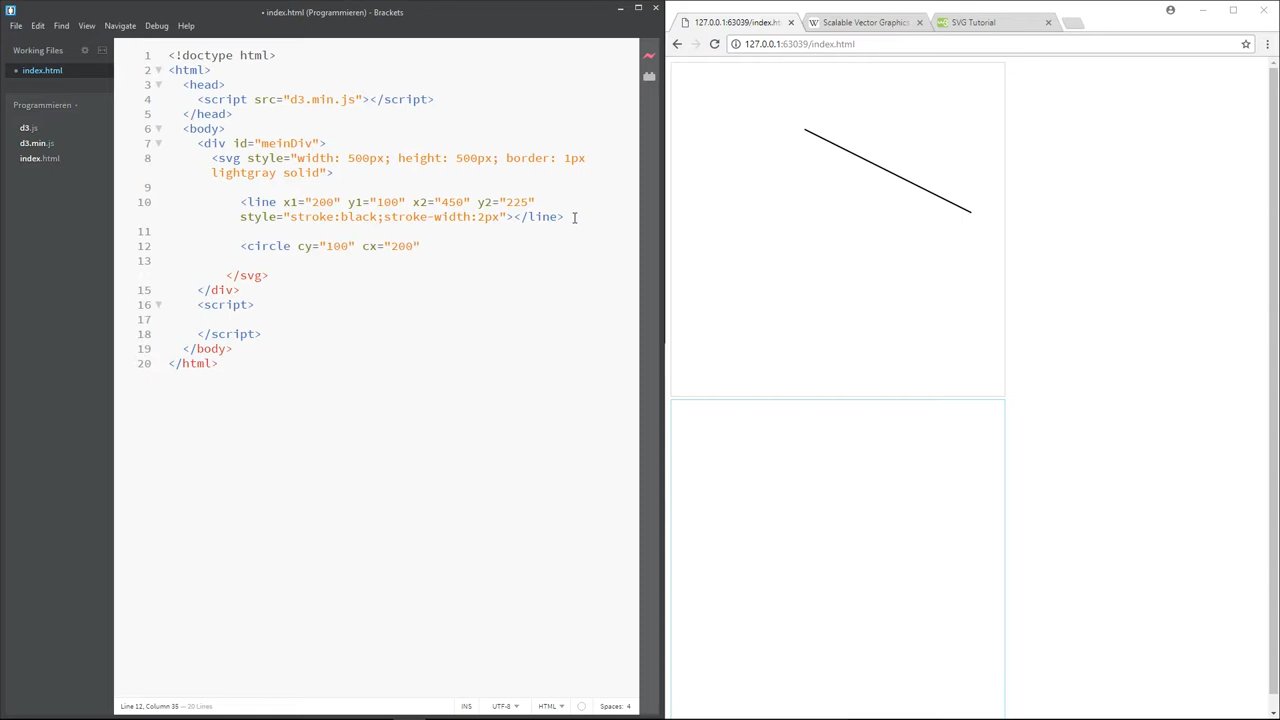 • index.html (Programmieren) - Brackets
File Edit Find View Navigate Debug Help
Working Files
• index.html
Programmieren
d3.js
d3.min.js
index.html
1 <!doctype html>
2 <html>
3 <head>
4 <script src="d3.min.js"></script>
5 </head>
6 <body>
7 <div id="meinDiv">
8 <svg style="width: 500px; height: 500px; border: 1px
lightgray solid">
9
10 <line x1="200" y1="100" x2="450" y2="225"
style="stroke:black;stroke-width:2px"></line>
11
12 <circle cy="100" cx="200"
13
</svg>
15 </div>
16 <script>
17
18 </script>
19 </body>
20 </html>
Line 12, Column 35 — 20 Lines
INS UTF-8 HTML Spaces: 4
127.0.0.1:63039/index.h
Scalable Vector Graphics
SVG Tutorial
127.0.0.1:63039/index.html